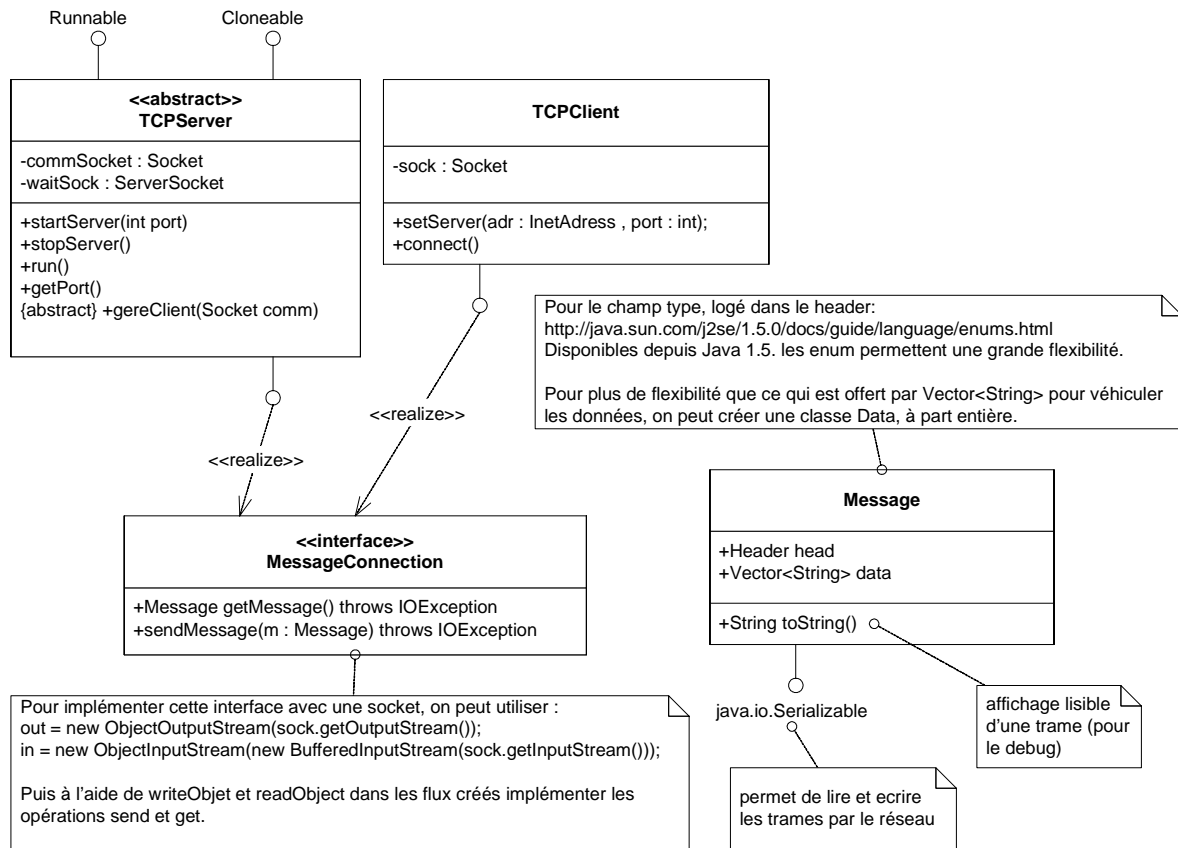 Runnable
Cloneable
<<abstract>>
TCPServer
-commSocket : Socket
-waitSock : ServerSocket
+startServer(int port)
+stopServer()
+run()
+getPort()
{abstract} +gereClient(Socket comm)
TCPClient
-sock : Socket
+setServer(adr : InetAdress , port : int);
+connect()
<<realize>>
<<realize>>
Pour le champ type, logé dans le header:
http://java.sun.com/j2se/1.5.0/docs/guide/language/enums.html
Disponibles depuis Java 1.5. les enum permettent une grande flexibilité.
Pour plus de flexibilité que ce qui est offert par Vector<String> pour véhiculer
les données, on peut créer une classe Data, à part entière.
<<interface>>
MessageConnection
+Message getMessage() throws IOException
+sendMessage(m : Message) throws IOException
Message
+Header head
+Vector<String> data
+String toString()
Pour implémenter cette interface avec une socket, on peut utiliser :
out = new ObjectOutputStream(sock.getOutputStream());
in = new ObjectInputStream(new BufferedInputStream(sock.getInputStream()));
Puis à l'aide de writeObjet et readObject dans les flux créés implémenter les
opérations send et get.
java.io.Serializable
affichage lisible
d'une trame (pour
le debug)
permet de lire et ecrire
les trames par le réseau